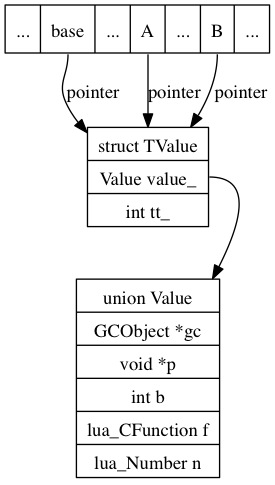 ... base ... A ... B ...
pointer pointer pointer
struct TValue
Value value_
int tt_
union Value
GCObject *gc
void *p
int b
lua_CFunction f
lua_Number n